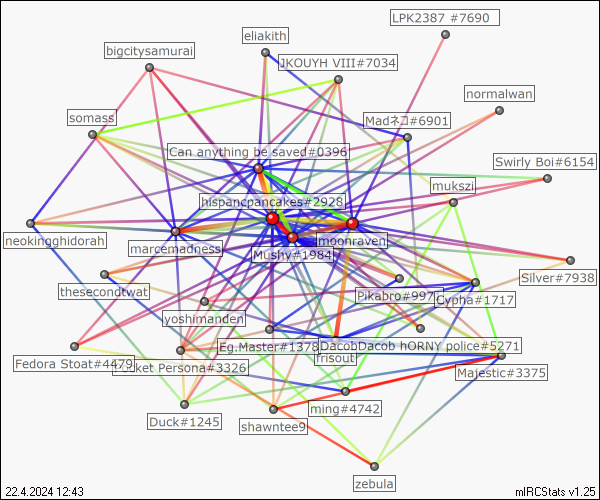 LPK2387 #7690
eliakith
bigcitysamurai
JKOUYH VIII#7034
normalwan
somass
Madネコ#6901
Can anything be saved#0396
Swirly Boi#6154
mukszi
hispancpancakes#2928
neokingghidorah
marcemadness
moonraven
Mushy#1984
Silver#7938
thesecondtwat
Pikabro#997
Cypha#1717
yoshimanden
Eg.Master#1378
DacobDacob hORNY police#5271
frisout
Fedora Stoat#4479
ket Persona#3326
Majestic#3375
Duck#1245
ming#4742
shawntee9
zebula
22.4.2024 12:43
mIRCStats v1.25